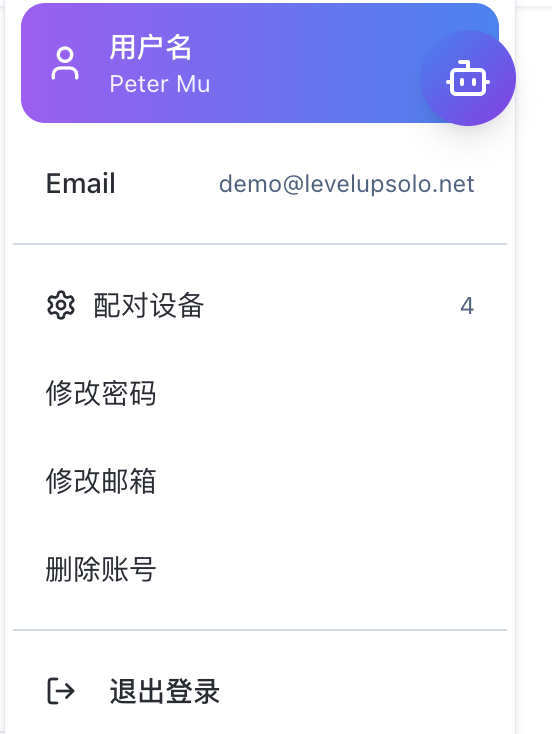 用户名
Peter Mu
Email demo@levelupsolo.net
配对设备 4
修改密码
修改邮箱
删除账号
退出登录